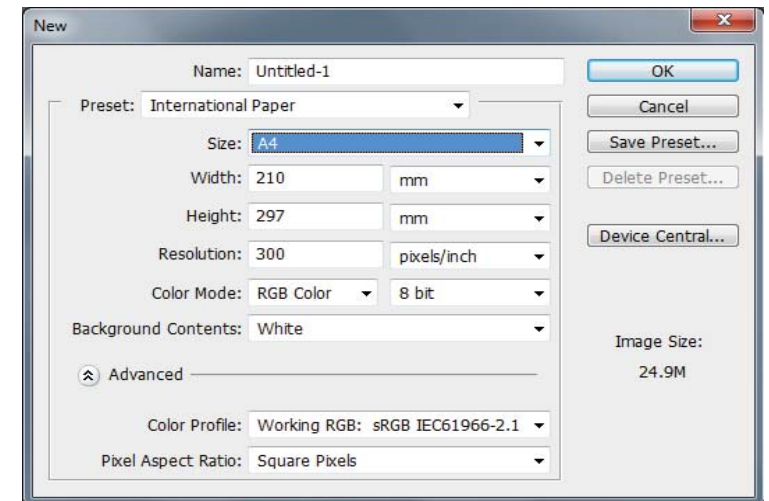 New
Name: Untitled-1
OK
Preset: International Paper
Cancel
Size: A4
Save Preset...
Width: 210 mm
Delete Preset...
Height: 297 mm
Device Central...
Resolution: 300 pixels/inch
Color Mode: RGB Color 8 bit
Background Contents: White
Image Size:
24.9M
Advanced
Color Profile: Working RGB: sRGB IEC61966-2.1
Pixel Aspect Ratio: Square Pixels